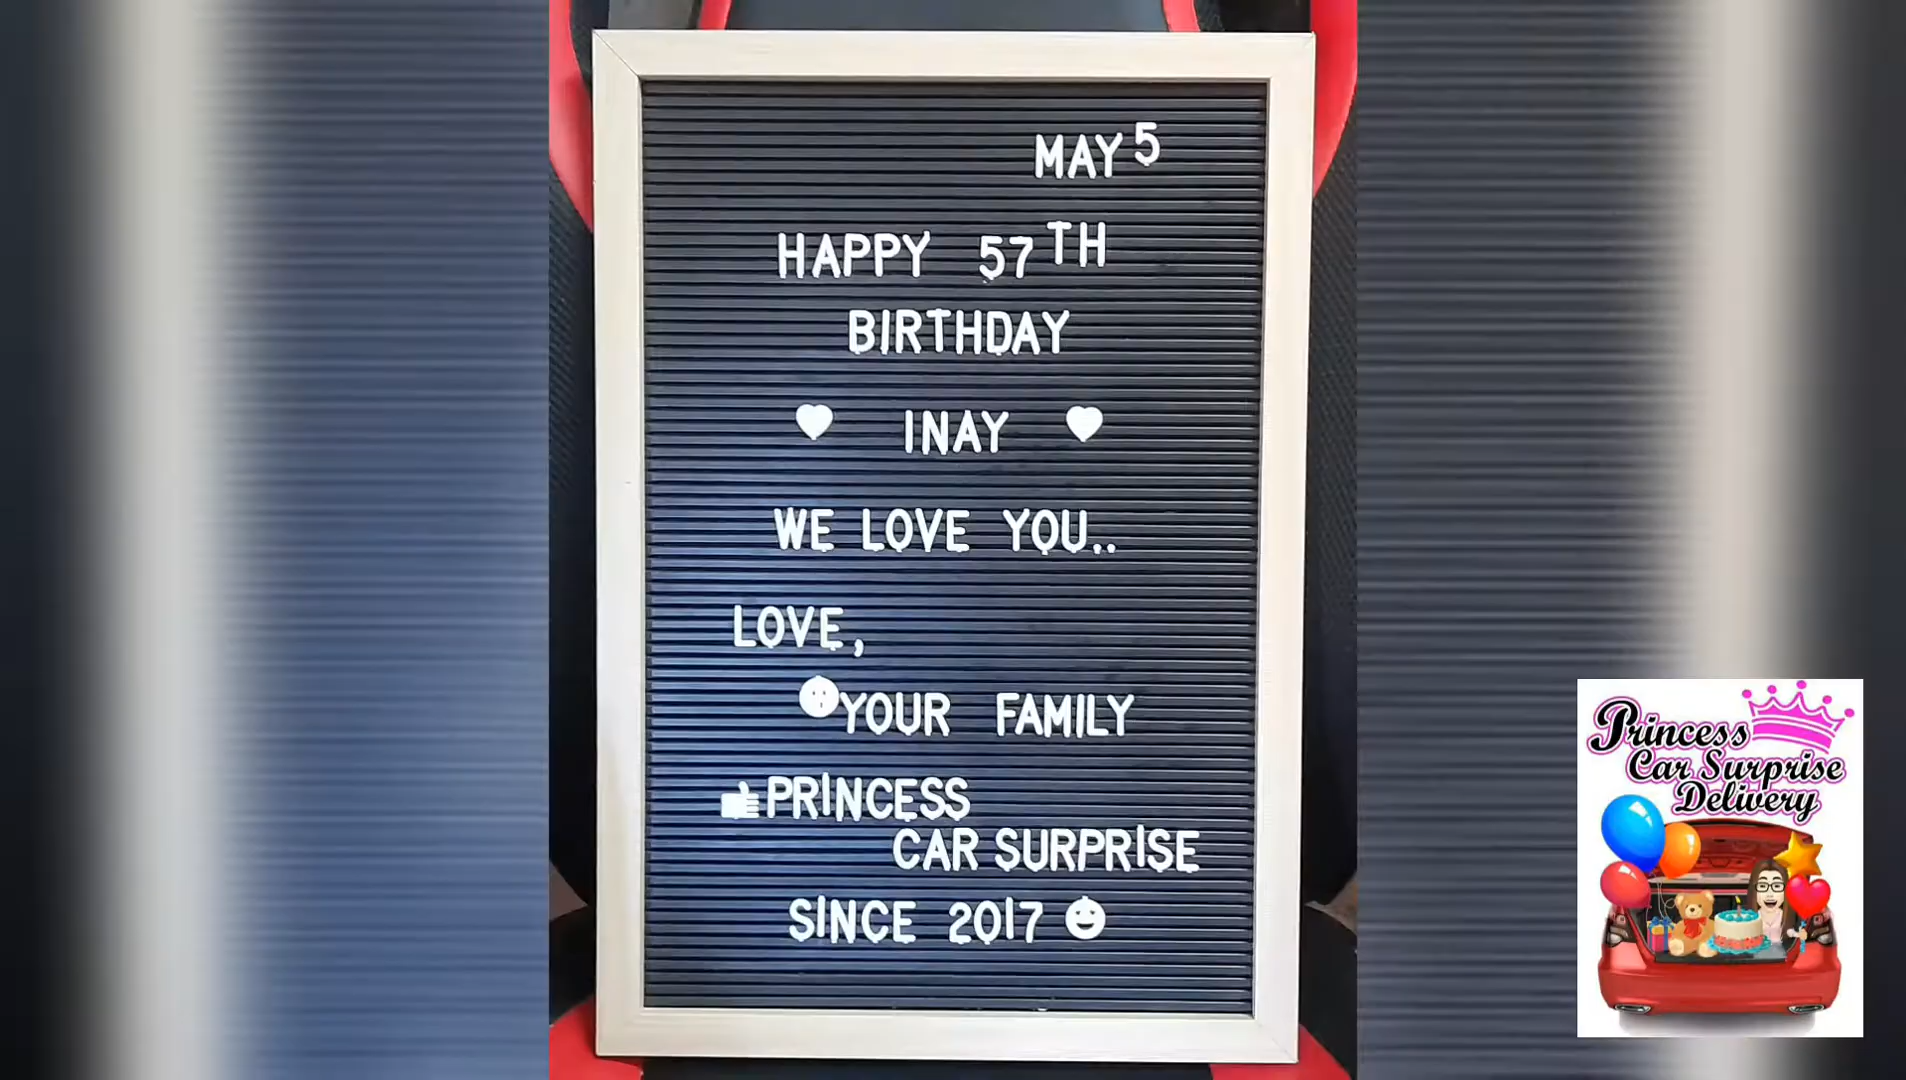 MAY 5
HAPPY 57TH
BIRTHDAY
INAY
WE LOVE YOU..
LOVE,
YOUR FAMILY
PRINCESS
CAR SURPRISE
SINCE 2017
Princess
Car Surprise
Delivery